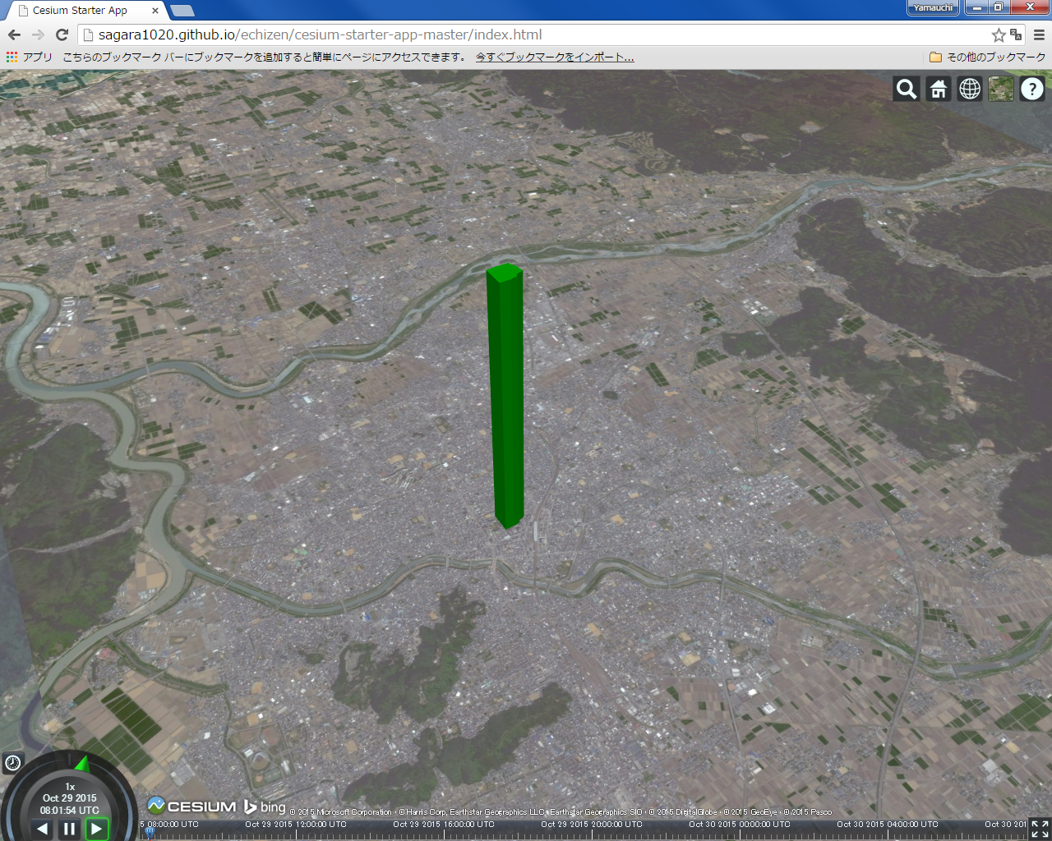 Cesium Starter App
Yamauchi
sagara1020.github.io/echizen/cesium-starter-app-master/index.html
アプリ こちらのブックマーク バーにブックマークを追加すると簡単にページにアクセスできます。 今すぐブックマークをインポート... その他のブックマーク
?
1x
Oct 29 2015
08:01:54 UTC
CESIUM bing © 2015 Microsoft Corporation • © Harris Corp, Earthstar Geographics LLC • Earthstar Geographics SIO • © 2015 DigitalGlobe • © 2015 GeoEye • © 2015 Pasco
5 08:00:00 UTC Oct 29 2015 12:00:00 UTC Oct 29 2015 16:00:00 UTC Oct 29 2015 20:00:00 UTC Oct 30 2015 00:00:00 UTC Oct 30 2015 04:00:00 UTC Oct 30 201